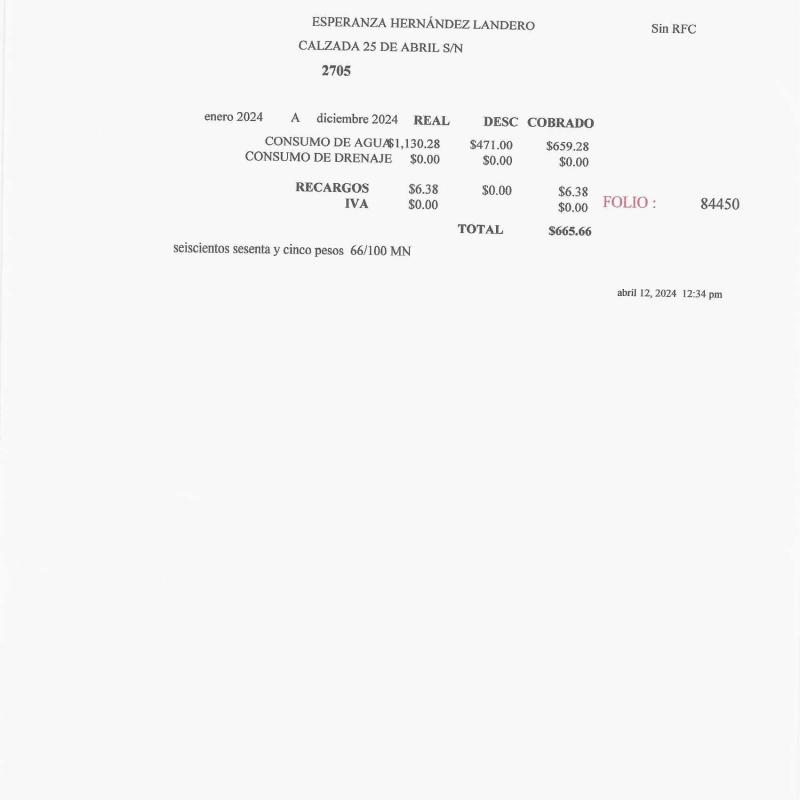 ESPERANZA HERNÁNDEZ LANDERO Sin RFC
CALZADA 25 DE ABRIL S/N
2705
enero 2024 A diciembre 2024 REAL DESC COBRADO
CONSUMO DE AGUA $1,130.28 $471.00 $659.28
CONSUMO DE DRENAJE $0.00 $0.00 $0.00
RECARGOS $6.38 $0.00 $6.38
IVA $0.00 $0.00 FOLIO : 84450
TOTAL $665.66
seiscientos sesenta y cinco pesos 66/100 MN
abril 12, 2024 12:34 pm